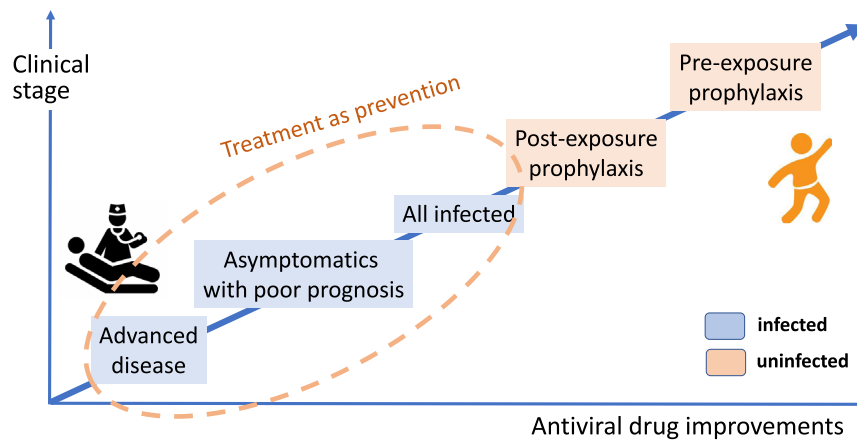 Clinical
stage
Treatment as prevention
Pre-exposure
prophylaxis
Post-exposure
prophylaxis
All infected
Asymptomatics
with poor prognosis
Advanced
disease
infected
uninfected
Antiviral drug improvements